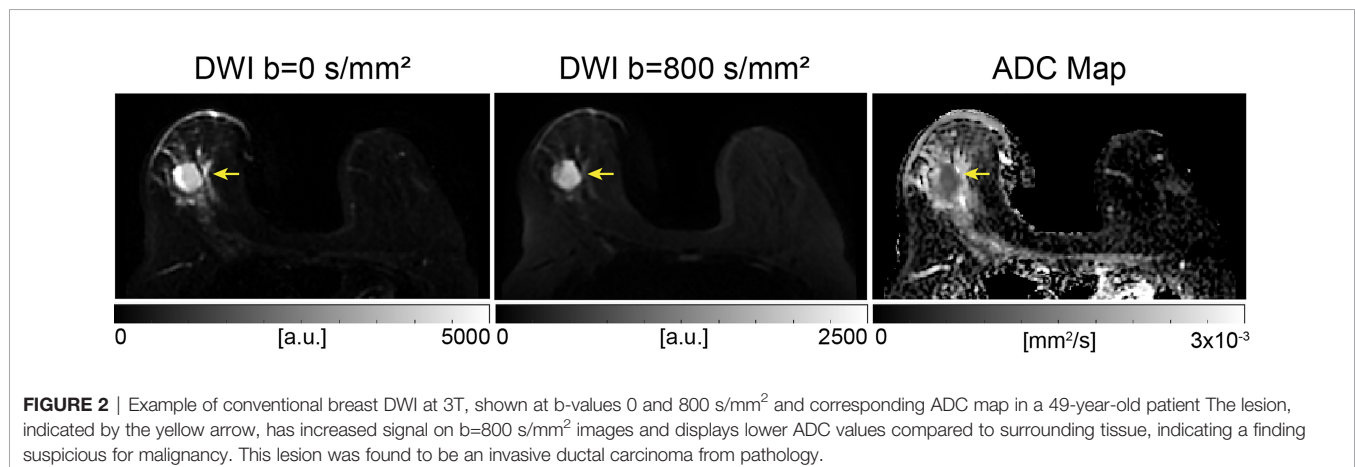 DWI b=0 s/mm² DWI b=800 s/mm² ADC Map
0 [a.u.] 5000 0 [a.u.] 2500 0 [mm²/s] 3x10⁻³
FIGURE 2 | Example of conventional breast DWI at 3T, shown at b-values 0 and 800 s/mm² and corresponding ADC map in a 49-year-old patient The lesion,
indicated by the yellow arrow, has increased signal on b=800 s/mm² images and displays lower ADC values compared to surrounding tissue, indicating a finding
suspicious for malignancy. This lesion was found to be an invasive ductal carcinoma from pathology.